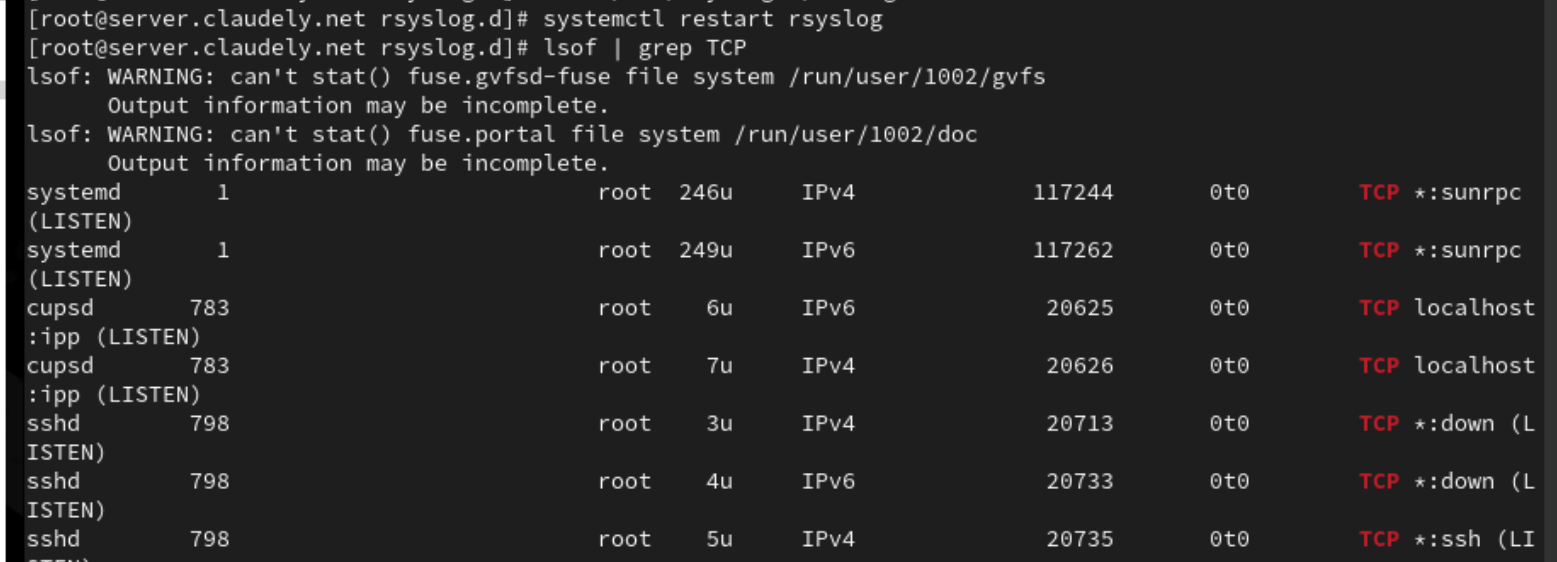 [root@server.claudely.net rsyslog.d]# systemctl restart rsyslog
[root@server.claudely.net rsyslog.d]# lsof | grep TCP
lsof: WARNING: can't stat() fuse.gvfsd-fuse file system /run/user/1002/gvfs
      Output information may be incomplete.
lsof: WARNING: can't stat() fuse.portal file system /run/user/1002/doc
      Output information may be incomplete.
systemd       1                           root  246u     IPv4             117244       0t0        TCP *:sunrpc
(LISTEN)
systemd       1                           root  249u     IPv6             117262       0t0        TCP *:sunrpc
(LISTEN)
cupsd       783                           root    6u     IPv6              20625       0t0        TCP localhost
:ipp (LISTEN)
cupsd       783                           root    7u     IPv4              20626       0t0        TCP localhost
:ipp (LISTEN)
sshd        798                           root    3u     IPv4              20713       0t0        TCP *:down (L
ISTEN)
sshd        798                           root    4u     IPv6              20733       0t0        TCP *:down (L
ISTEN)
sshd        798                           root    5u     IPv4              20735       0t0        TCP *:ssh (LI